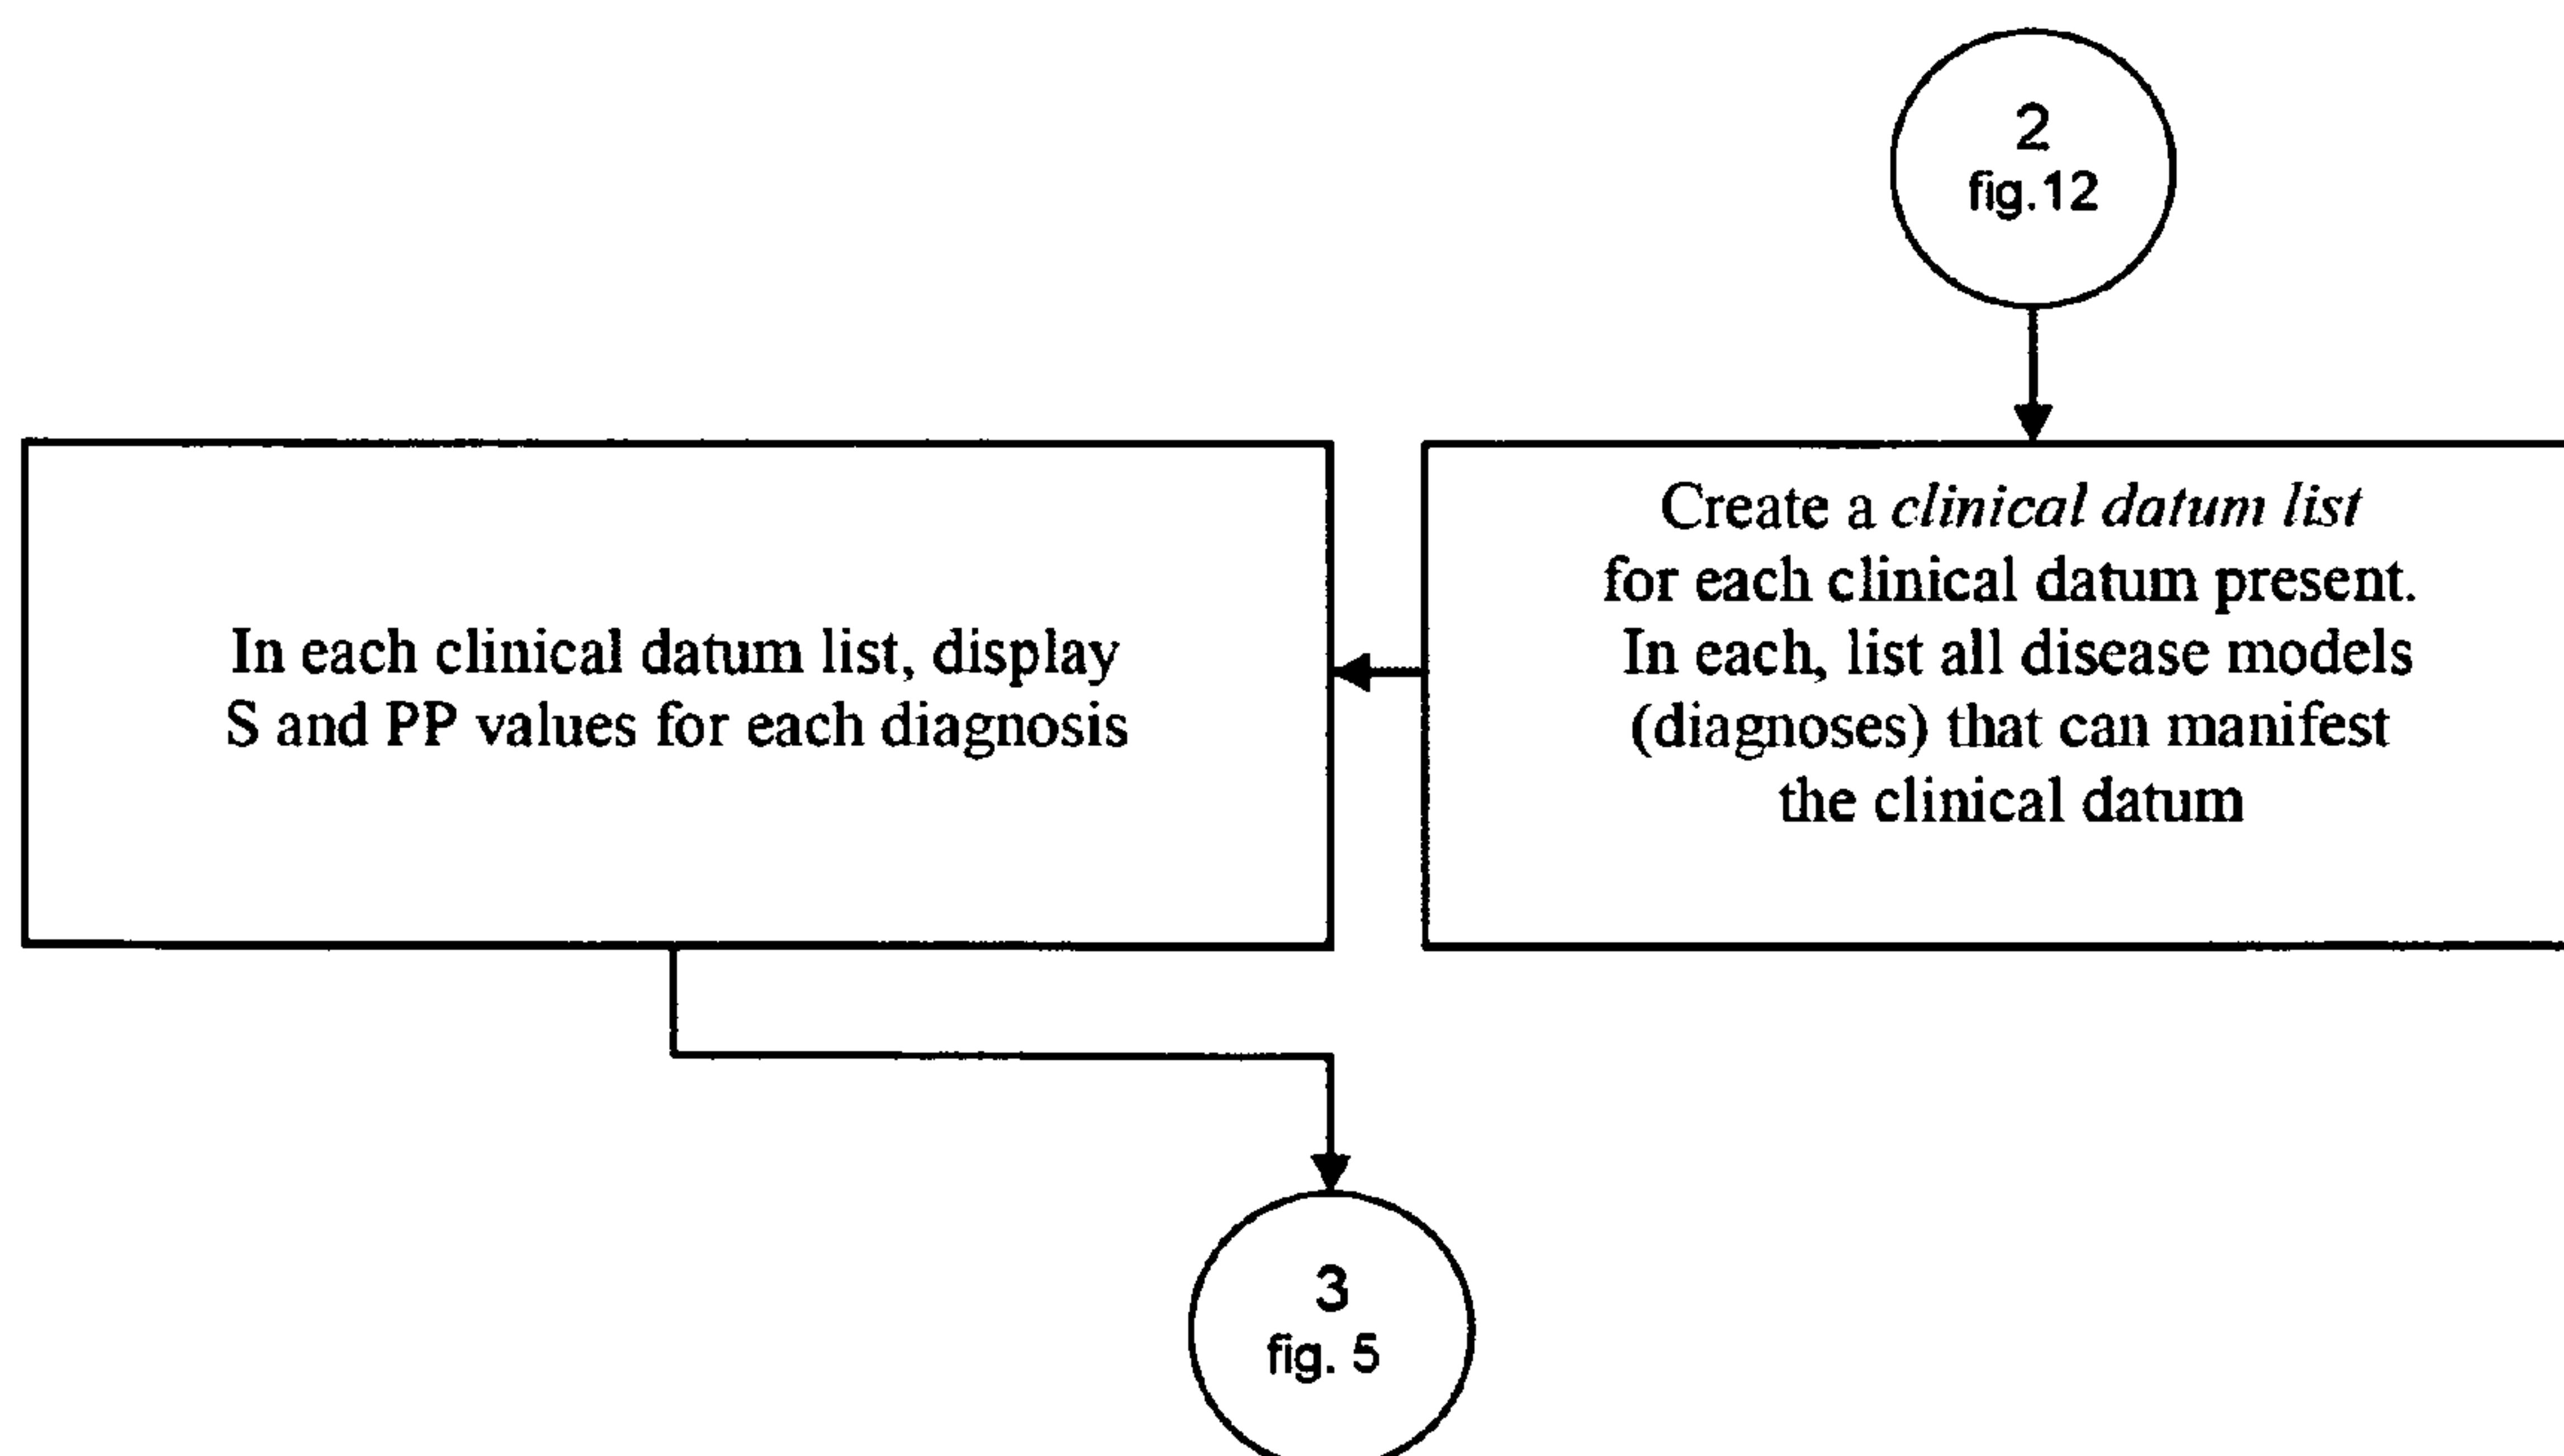 2
fig.12
Create a clinical datum list
for each clinical datum present.
In each, list all disease models
(diagnoses) that can manifest
the clinical datum
In each clinical datum list, display
S and PP values for each diagnosis
3
fig. 5